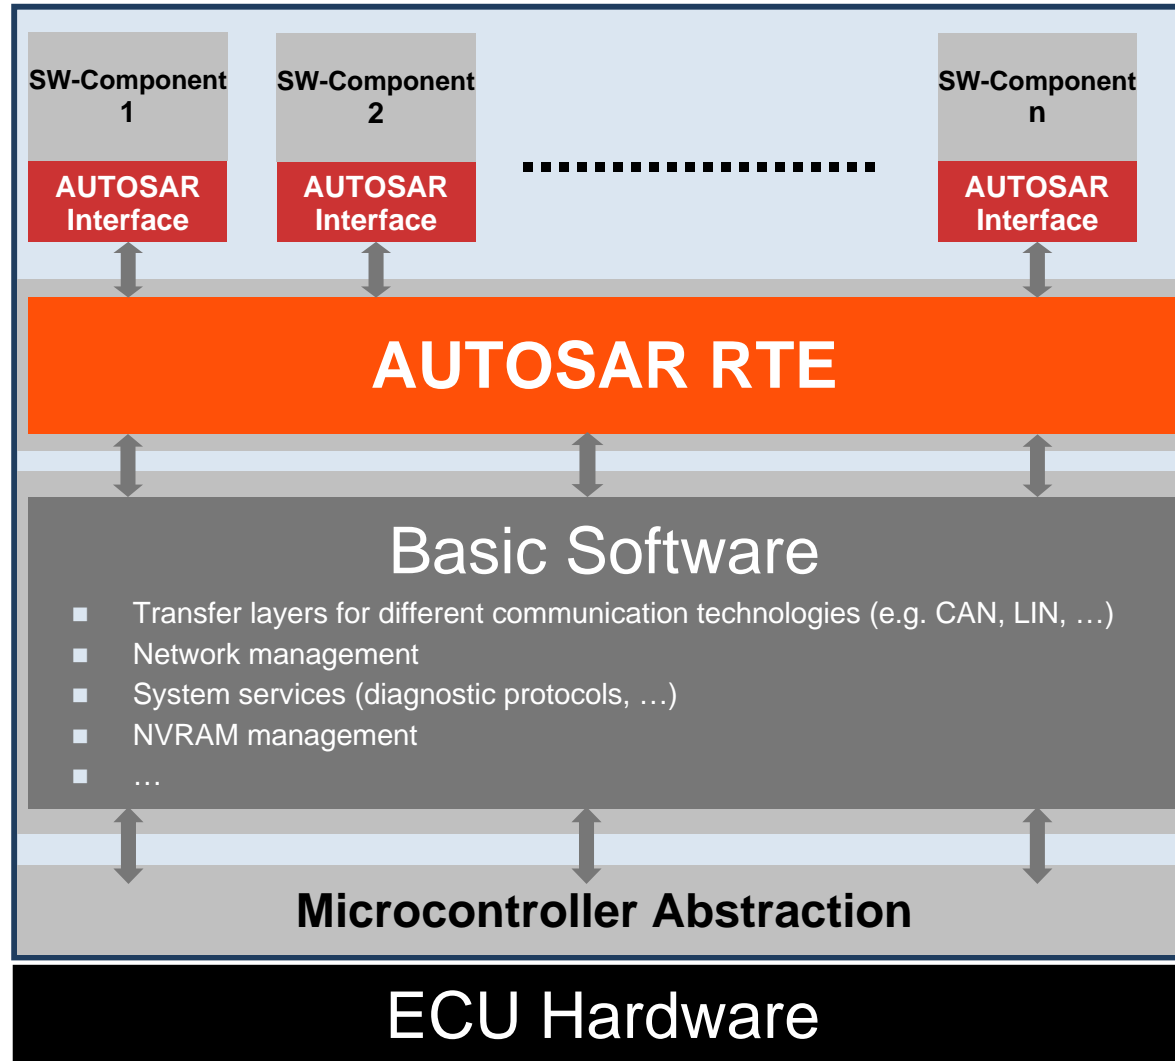 SW-Component
1
SW-Component
2
SW-Component
n
AUTOSAR
Interface
AUTOSAR
Interface
AUTOSAR
Interface
AUTOSAR RTE
Basic Software
Transfer layers for different communication technologies (e.g. CAN, LIN, …)
Network management
System services (diagnostic protocols, …)
NVRAM management
…
Microcontroller Abstraction
ECU Hardware